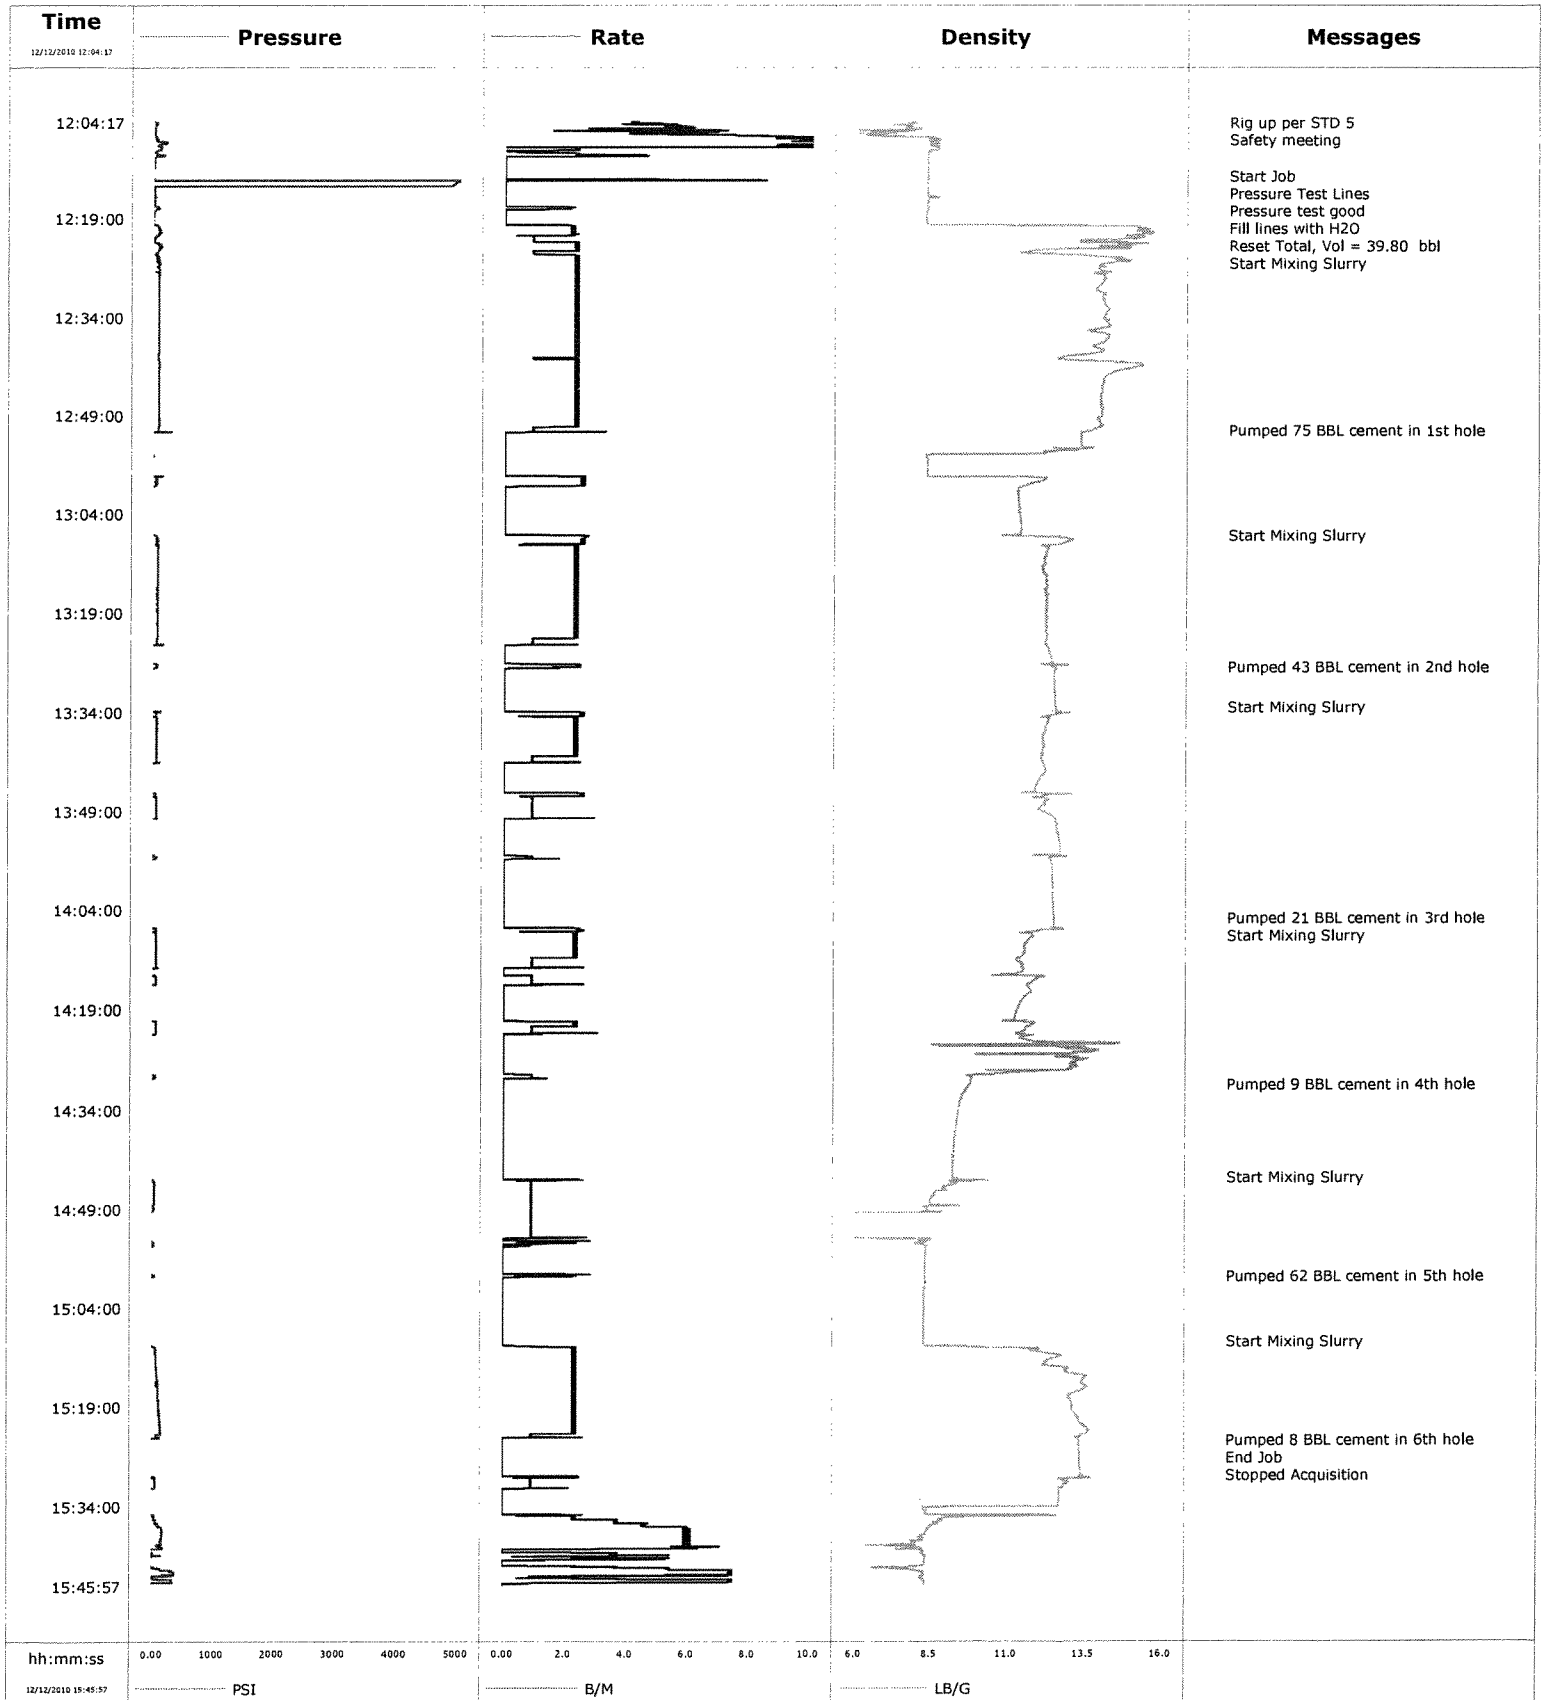 Time
12/12/2010 12:04:17
Pressure
Rate
Density
Messages
12:04:17
Rig up per STD 5
Safety meeting
Start Job
Pressure Test Lines
Pressure test good
12:19:00
Fill lines with H2O
Reset Total, Vol = 39.80 bbl
Start Mixing Slurry
12:34:00
12:49:00
Pumped 75 BBL cement in 1st hole
13:04:00
Start Mixing Slurry
13:19:00
Pumped 43 BBL cement in 2nd hole
13:34:00
Start Mixing Slurry
13:49:00
14:04:00
Pumped 21 BBL cement in 3rd hole
Start Mixing Slurry
14:19:00
Pumped 9 BBL cement in 4th hole
14:34:00
Start Mixing Slurry
14:49:00
Pumped 62 BBL cement in 5th hole
15:04:00
Start Mixing Slurry
15:19:00
Pumped 8 BBL cement in 6th hole
End Job
Stopped Acquisition
15:34:00
15:45:57
hh:mm:ss
0.00 1000 2000 3000 4000 5000
0.00 2.0 4.0 6.0 8.0 10.0
6.0 8.5 11.0 13.5 16.0
12/12/2010 15:45:57
PSI
B/M
LB/G